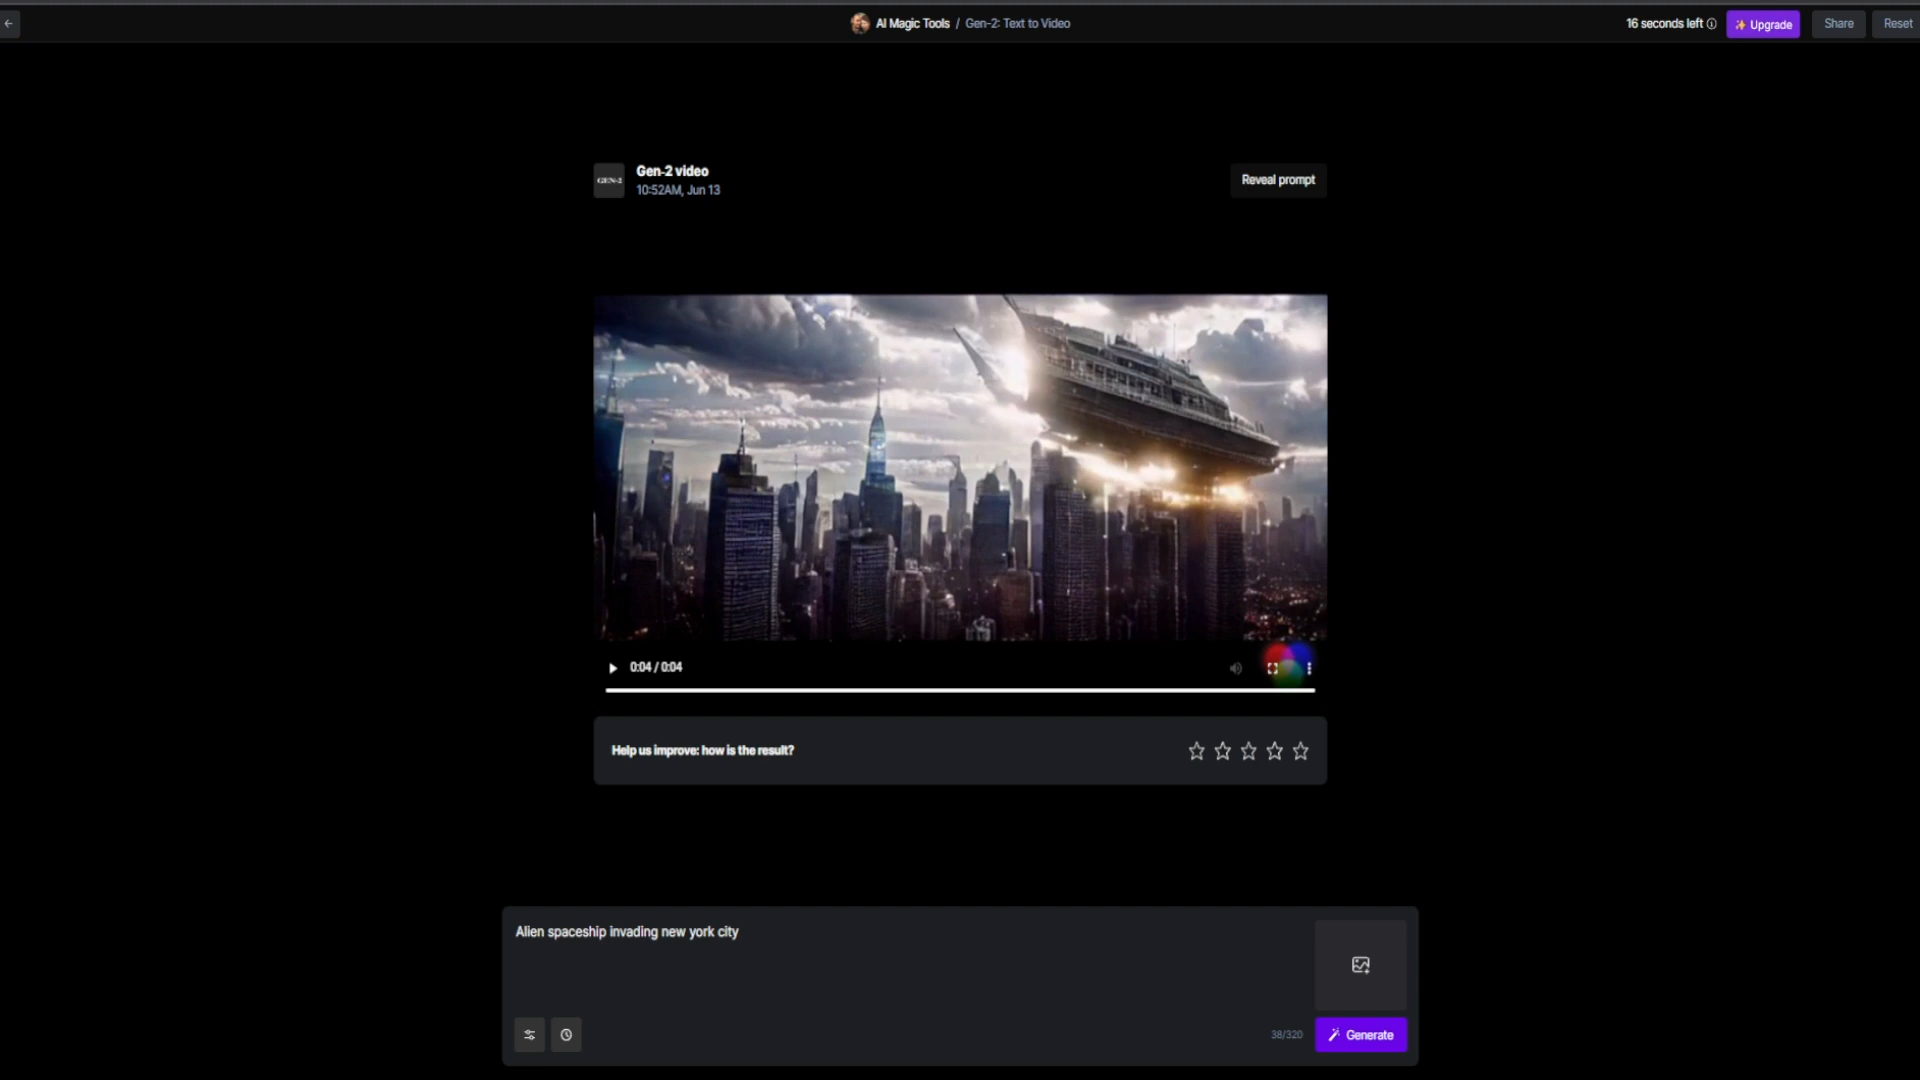 AI Magic Tools / Gen-2: Text to Video
16 seconds left
Upgrade
Share
Reset
GEN-2
Gen-2 video
10:52AM, Jun 13
Reveal prompt
0:04 / 0:04
Help us improve: how is the result?
Alien spaceship invading new york city
38/320
Generate